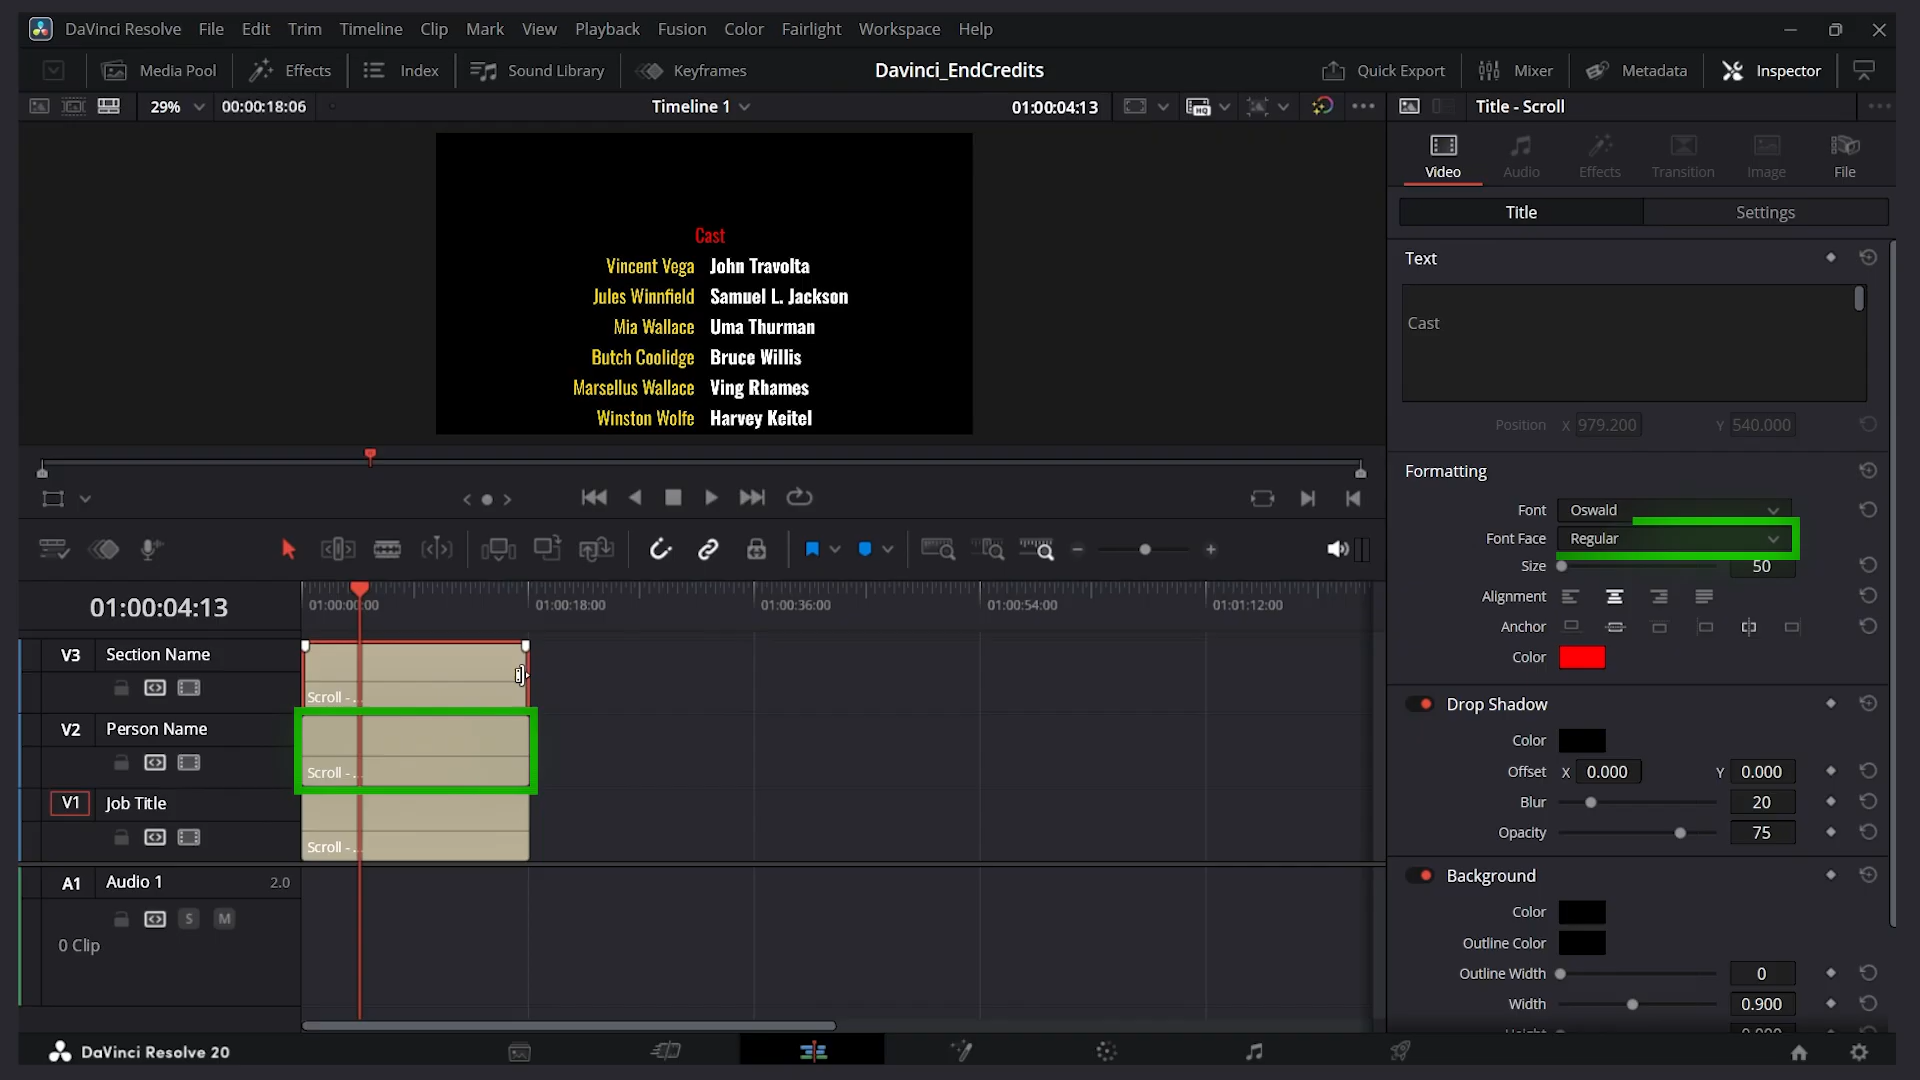 DaVinci Resolve File Edit Trim Timeline Clip Mark View Playback Fusion Color Fairlight Workspace Help
Media Pool Effects Index Sound Library Keyframes Davinci_EndCredits Quick Export Mixer Metadata Inspector
29% 00:00:18:06 Timeline 1 01:00:04:13 HQ Title - Scroll
Video Audio Effects Transition Image File
Title Settings
Cast
Vincent Vega John Travolta
Jules Winnfield Samuel L. Jackson
Mia Wallace Uma Thurman
Butch Coolidge Bruce Willis
Marsellus Wallace Ving Rhames
Winston Wolfe Harvey Keitel
Text
Cast
Position X 979.200 Y 540.000
Formatting
Font Oswald
Font Face Regular
Size 50
Alignment
Anchor
Color
Drop Shadow
Color
Offset X 0.000 Y 0.000
Blur 20
Opacity 75
Background
Color
Outline Color
Outline Width 0
Width 0.900
01:00:04:13 01:00:00:00 01:00:18:00 01:00:36:00 01:00:54:00 01:01:12:00
V3 Section Name
Scroll - ...
V2 Person Name
Scroll - ...
V1 Job Title
Scroll - ...
A1 Audio 1 2.0
S M
0 Clip
DaVinci Resolve 20